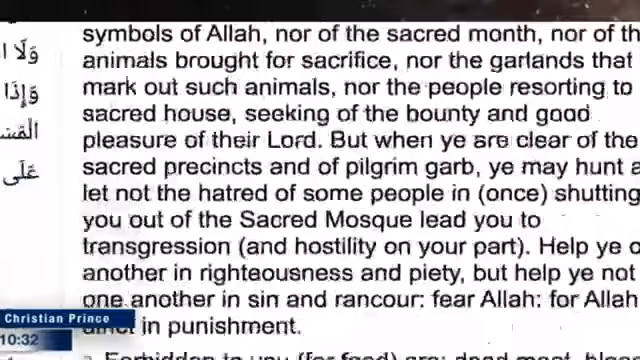 symbols of Allah, nor of the sacred month, nor of th
وَلَا
animals brought for sacrifice, nor the garlands that
وَإِذَا
mark out such animals, nor the people resorting to
sacred house, seeking of the bounty and good
pleasure of their Lord. But when ye are clear of the
عَلَى
sacred precincts and of pilgrim garb, ye may hunt a
let not the hatred of some people in (once) shutting
you out of the Sacred Mosque lead you to
transgression (and hostility on your part). Help ye o
another in righteousness and piety, but help ye not
one another in sin and rancour: fear Allah: for Allah
Christian Prince
in punishment.
10:32
Forbidden to you (for food) are: dead meat, bloo